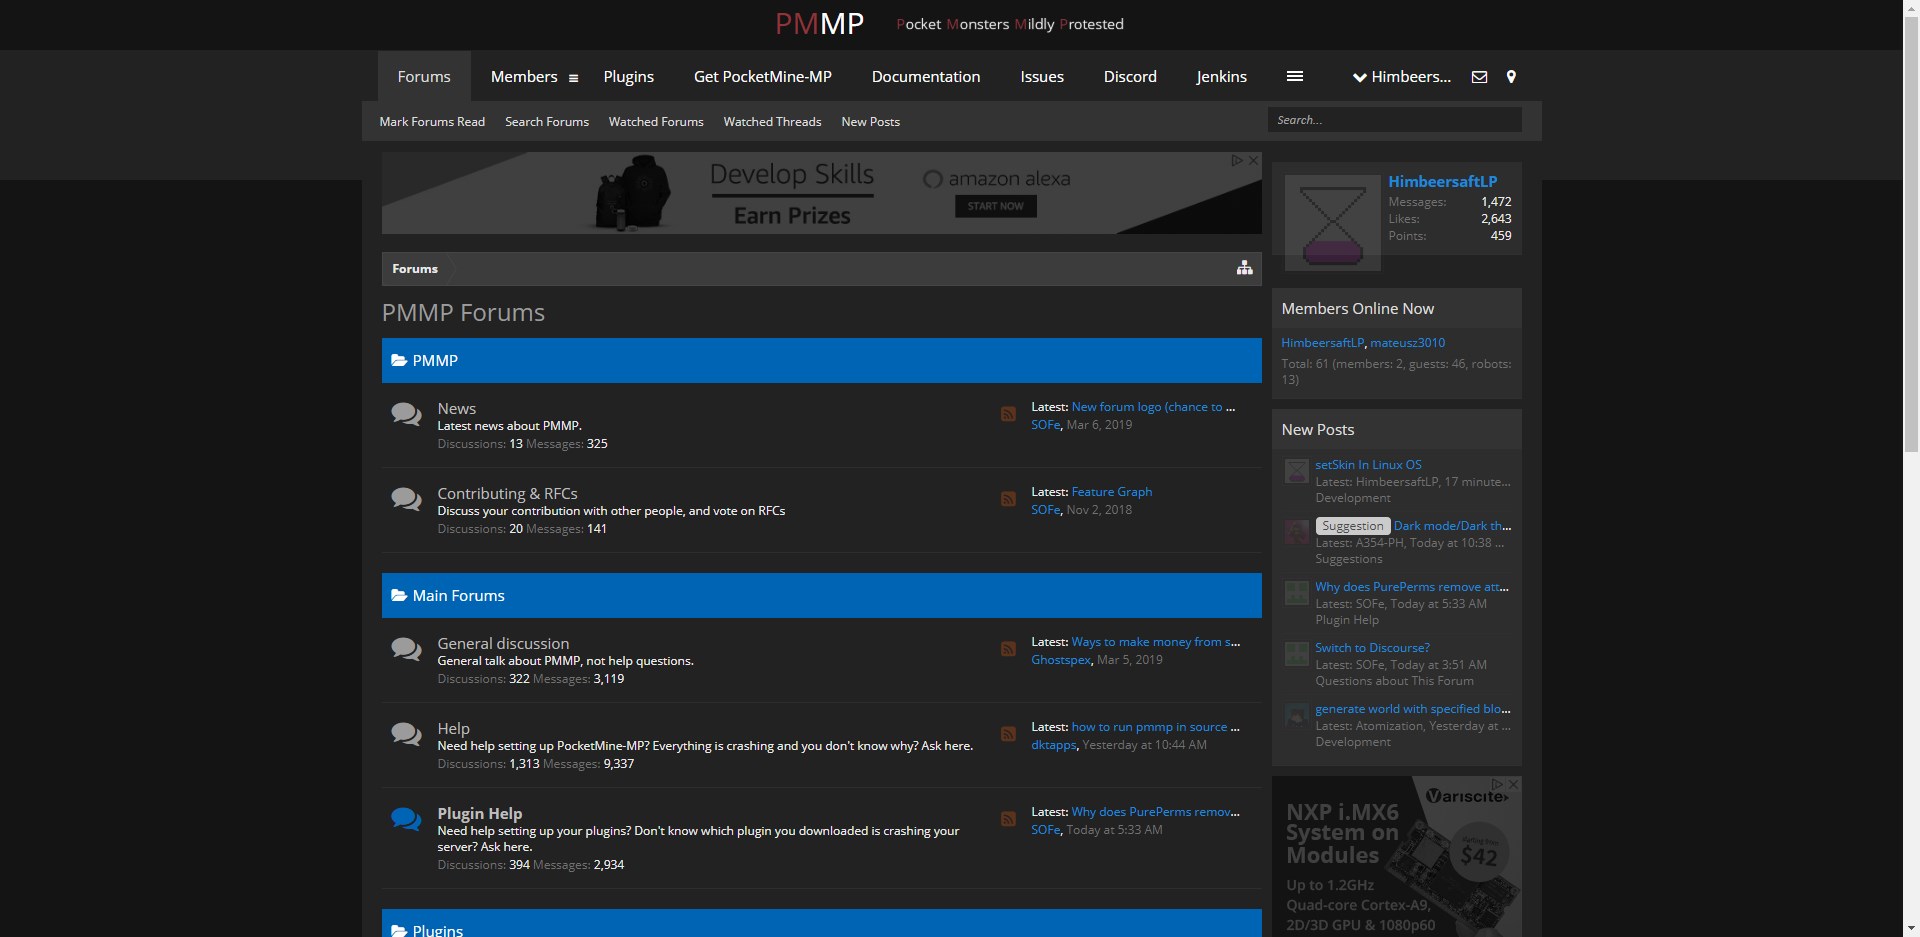 PMMP
Pocket Monsters Mildly Protested
Forums
Members
Plugins
Get PocketMine-MP
Documentation
Issues
Discord
Jenkins
Himbeers...
Mark Forums Read
Search Forums
Watched Forums
Watched Threads
New Posts
Search...
Develop Skills
Earn Prizes
amazon alexa
START NOW
Forums
PMMP Forums
PMMP
News
Latest news about PMMP.
Discussions: 13 Messages: 325
Latest: New forum logo (chance to ...
SOFe, Mar 6, 2019
Contributing & RFCs
Discuss your contribution with other people, and vote on RFCs
Discussions: 20 Messages: 141
Latest: Feature Graph
SOFe, Nov 2, 2018
Main Forums
General discussion
General talk about PMMP, not help questions.
Discussions: 322 Messages: 3,119
Latest: Ways to make money from s...
Ghostspex, Mar 5, 2019
Help
Need help setting up PocketMine-MP? Everything is crashing and you don't know why? Ask here.
Discussions: 1,313 Messages: 9,337
Latest: how to run pmmp in source ...
dktapps, Yesterday at 10:44 AM
Plugin Help
Need help setting up your plugins? Don't know which plugin you downloaded is crashing your
server? Ask here.
Discussions: 394 Messages: 2,934
Latest: Why does PurePerms remov...
SOFe, Today at 5:33 AM
Plugins
HimbeersaftLP
Messages: 1,472
Likes: 2,643
Points: 459
Members Online Now
HimbeersaftLP, mateusz3010
Total: 61 (members: 2, guests: 46, robots:
13)
New Posts
setSkin In Linux OS
Latest: HimbeersaftLP, 17 minute...
Development
Suggestion Dark mode/Dark th...
Latest: A354-PH, Today at 10:38 ...
Suggestions
Why does PurePerms remove att...
Latest: SOFe, Today at 5:33 AM
Plugin Help
Switch to Discourse?
Latest: SOFe, Today at 3:51 AM
Questions about This Forum
generate world with specified blo...
Latest: Atomization, Yesterday at ...
Development
Variscite
NXP i.MX6
System on
Modules
starting from
$42
Up to 1.2GHz
Quad-core Cortex-A9,
2D/3D GPU & 1080p60